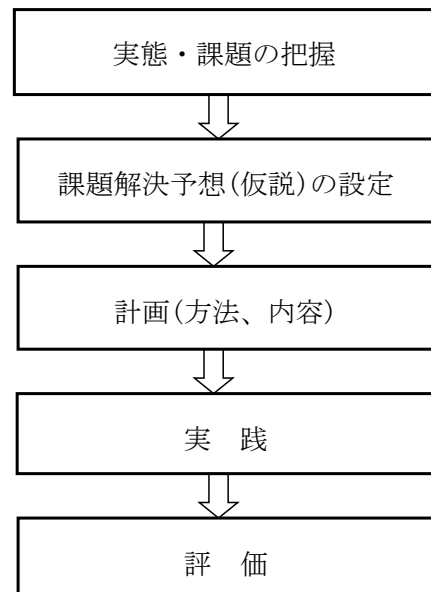 実態・課題の把握
課題解決予想(仮説)の設定
計画(方法、内容)
実　践
評　価